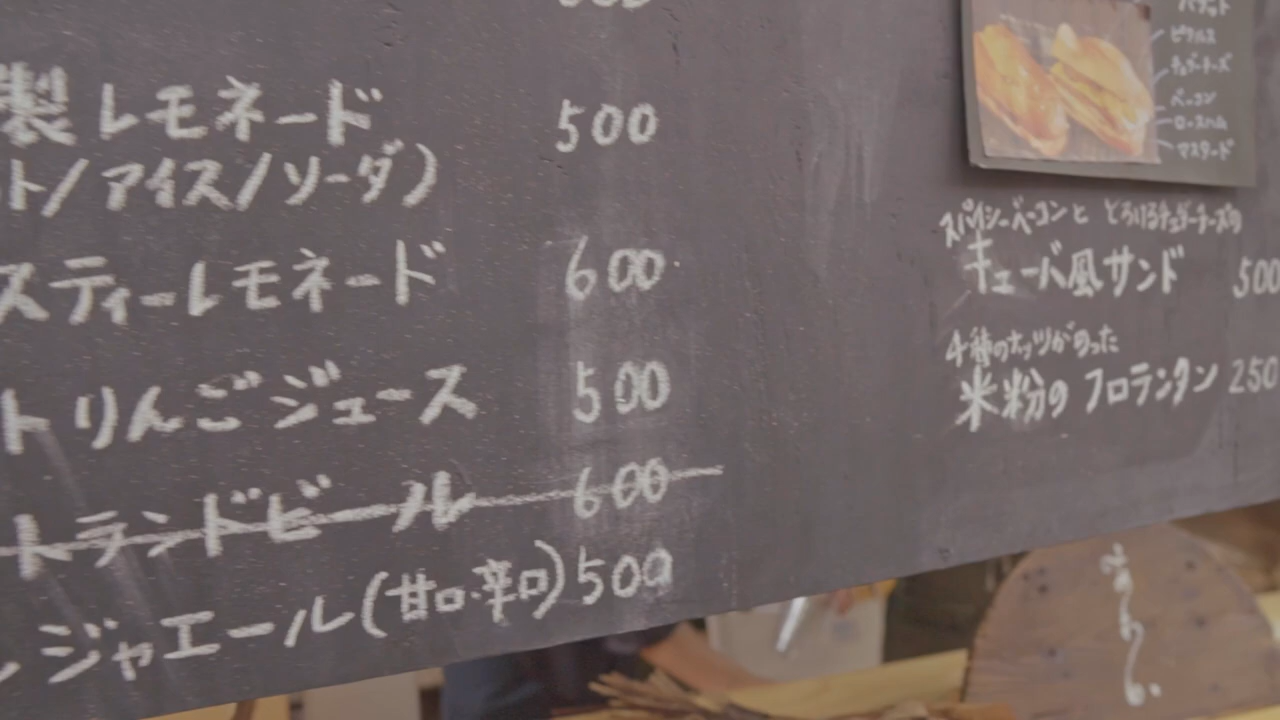 製 レモネード 500
ト/アイス/ソーダ)
スティーレモネード 600
トりんごジュース 500
トランドビール 600
ジャエール(甘口・辛口) 500
ピクルス
チェダーチーズ
ベーコン
ロースハム
マスタード
スパイシーベーコンと とろけるチェダーチーズの
キューバ風サンド 500
4種のナッツがのった
米粉の フロランタン 250